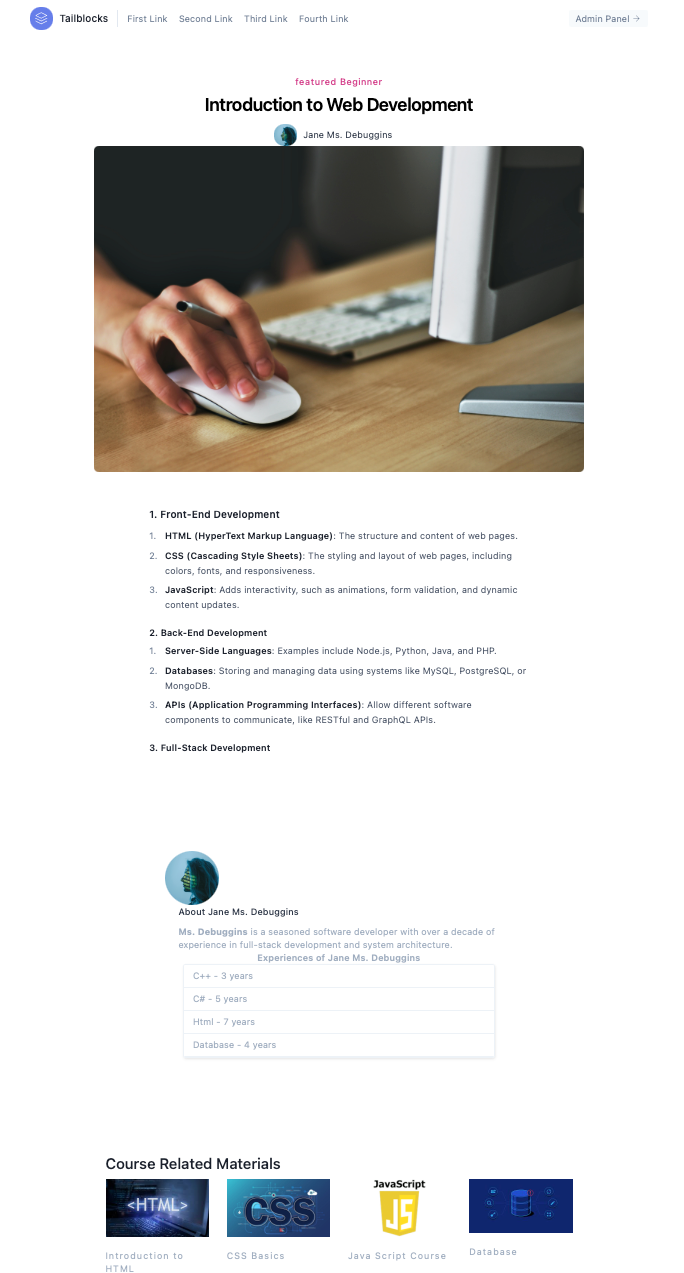 Tailblocks
First Link Second Link Third Link Fourth Link
Admin Panel →
featured Beginner
Introduction to Web Development
Jane Ms. Debuggins
1. Front-End Development
1. HTML (HyperText Markup Language): The structure and content of web pages.
2. CSS (Cascading Style Sheets): The styling and layout of web pages, including
colors, fonts, and responsiveness.
3. JavaScript: Adds interactivity, such as animations, form validation, and dynamic
content updates.
2. Back-End Development
1. Server-Side Languages: Examples include Node.js, Python, Java, and PHP.
2. Databases: Storing and managing data using systems like MySQL, PostgreSQL, or
MongoDB.
3. APIs (Application Programming Interfaces): Allow different software
components to communicate, like RESTful and GraphQL APIs.
3. Full-Stack Development
About Jane Ms. Debuggins
Ms. Debuggins is a seasoned software developer with over a decade of
experience in full-stack development and system architecture.
Experiences of Jane Ms. Debuggins
C++ - 3 years
C# - 5 years
Html - 7 years
Database - 4 years
Course Related Materials
<HTML>
CSS
JavaScript
JS
Introduction to
HTML
CSS Basics
Java Script Course
Database